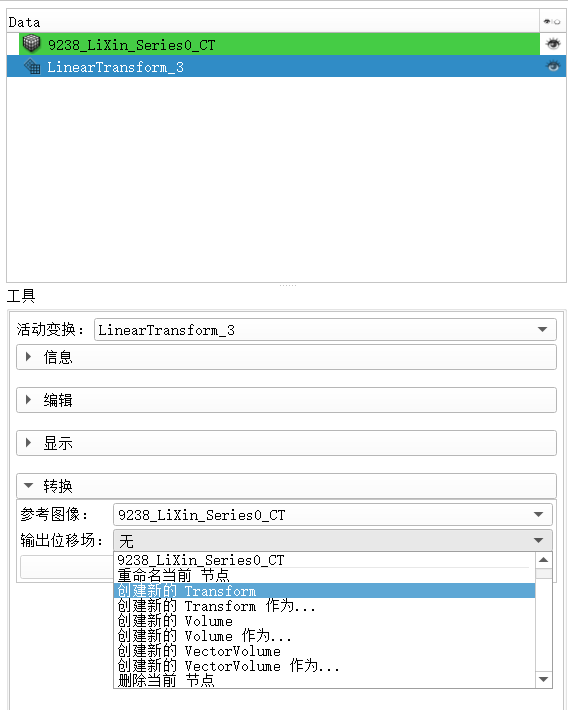 Data
9238_LiXin_Series0_CT
LinearTransform_3
工具
活动变换： LinearTransform_3
信息
编辑
显示
转换
参考图像： 9238_LiXin_Series0_CT
输出位移场： 无
9238_LiXin_Series0_CT
重命名当前 节点
创建新的 Transform
创建新的 Transform 作为...
创建新的 Volume
创建新的 Volume 作为...
创建新的 VectorVolume
创建新的 VectorVolume 作为...
删除当前 节点